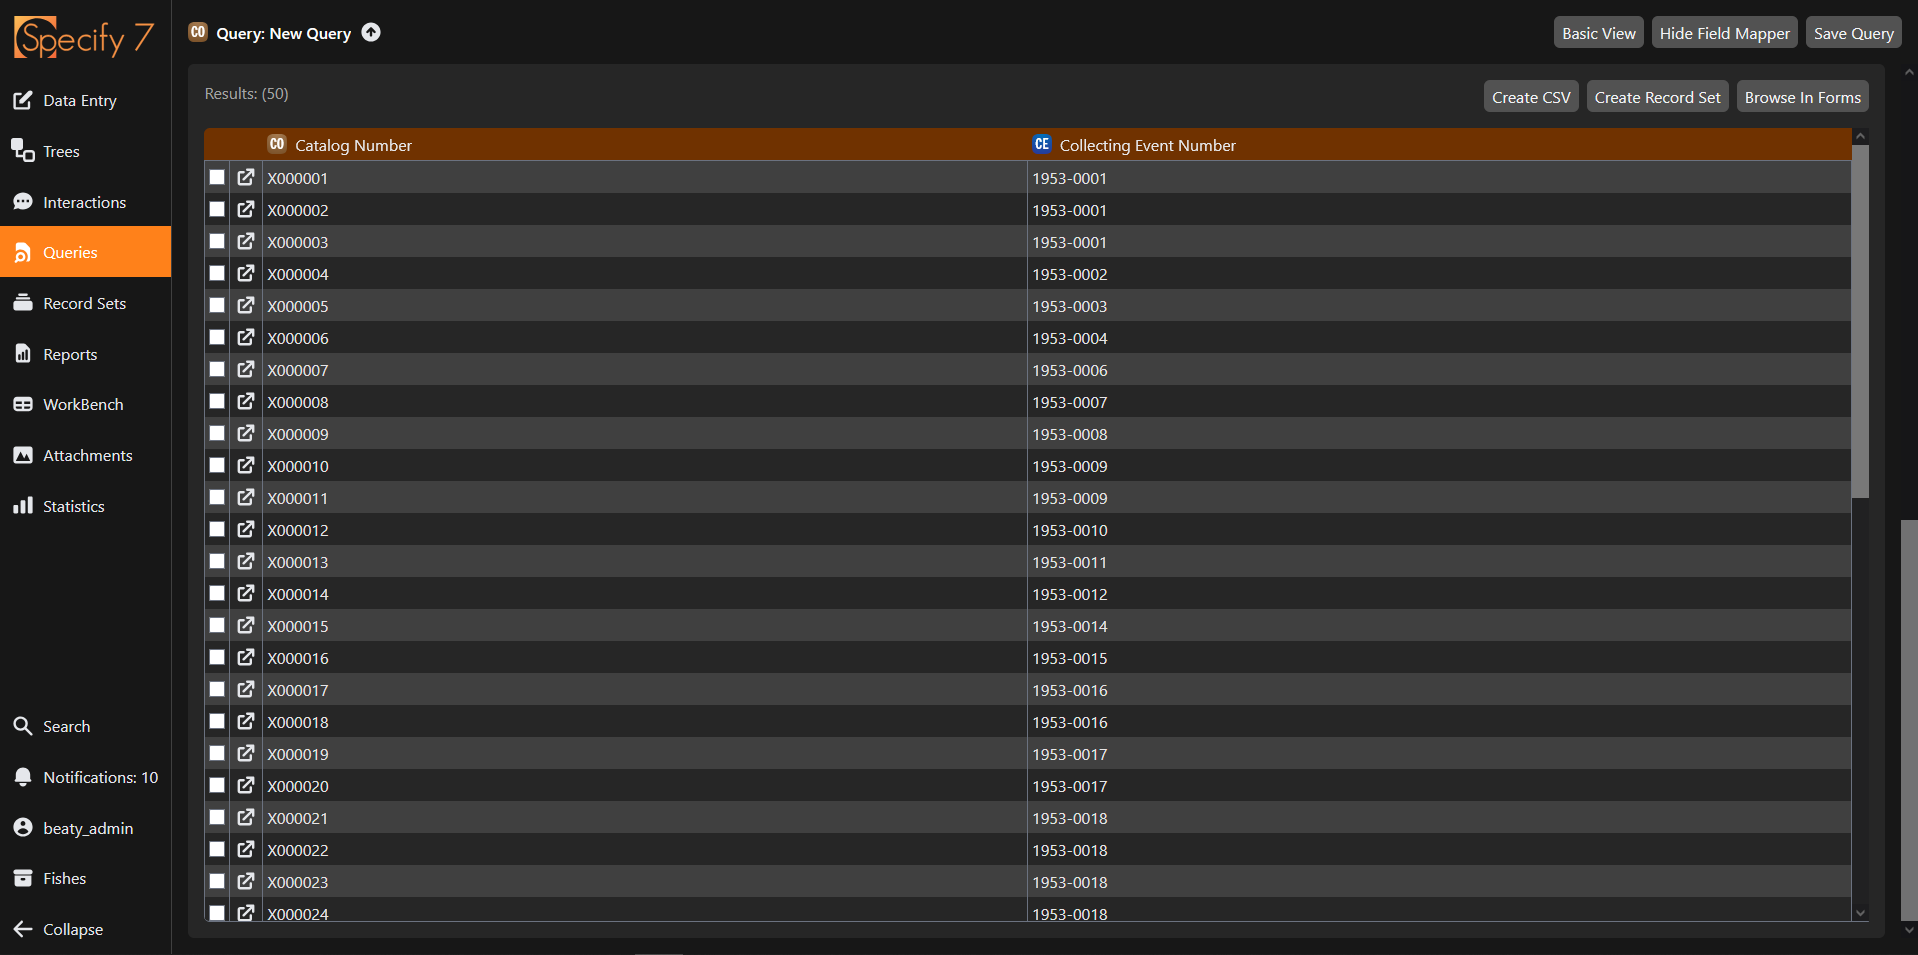 Specify 7
Data Entry
Trees
Interactions
Queries
Record Sets
Reports
WorkBench
Attachments
Statistics
Search
Notifications: 10
beaty_admin
Fishes
Collapse
CO Query: New Query
Basic View Hide Field Mapper Save Query
Results: (50)
Create CSV Create Record Set Browse In Forms
CO Catalog Number CE Collecting Event Number
X000001 1953-0001
X000002 1953-0001
X000003 1953-0001
X000004 1953-0002
X000005 1953-0003
X000006 1953-0004
X000007 1953-0006
X000008 1953-0007
X000009 1953-0008
X000010 1953-0009
X000011 1953-0009
X000012 1953-0010
X000013 1953-0011
X000014 1953-0012
X000015 1953-0014
X000016 1953-0015
X000017 1953-0016
X000018 1953-0016
X000019 1953-0017
X000020 1953-0017
X000021 1953-0018
X000022 1953-0018
X000023 1953-0018
X000024 1953-0018